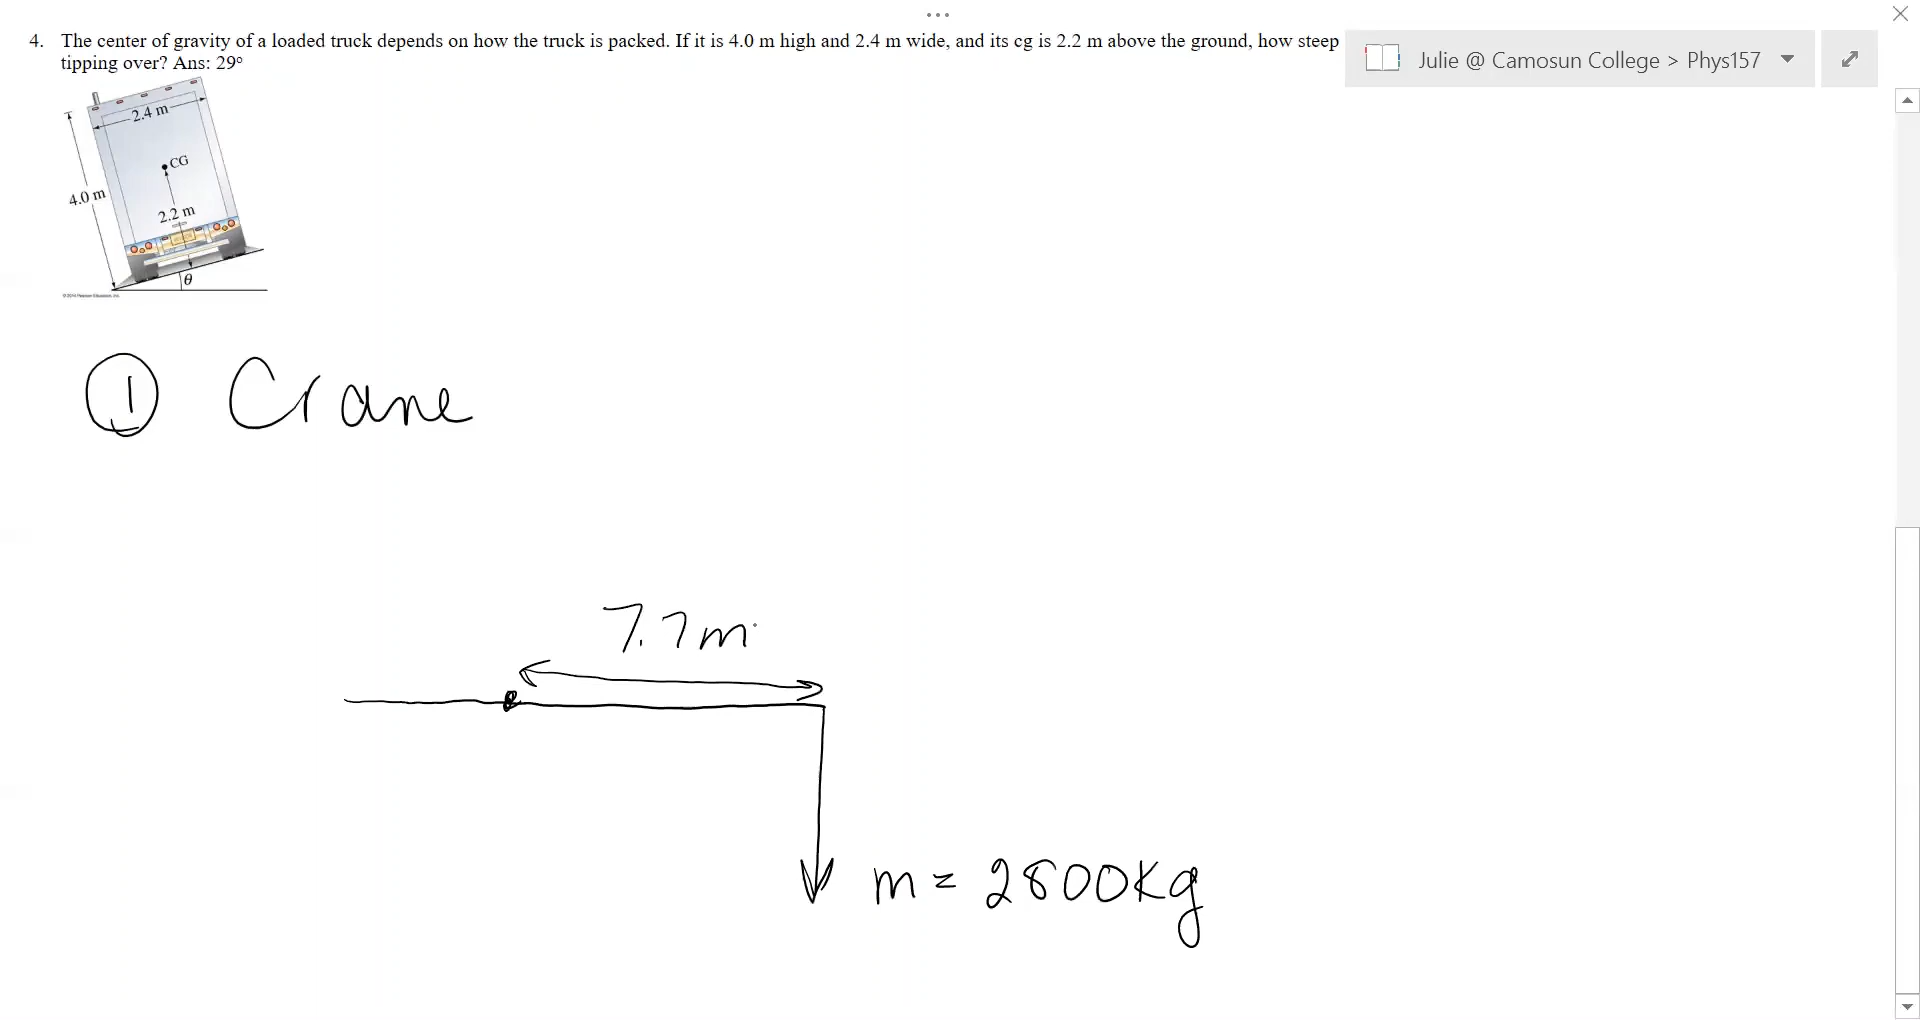 4. The center of gravity of a loaded truck depends on how the truck is packed. If it is 4.0 m high and 2.4 m wide, and its cg is 2.2 m above the ground, how steep
tipping over? Ans: 29°
Julie @ Camosun College > Phys157
2.4 m
CG
4.0 m
2.2 m
θ
① Crane
7.7m
m = 2800kg